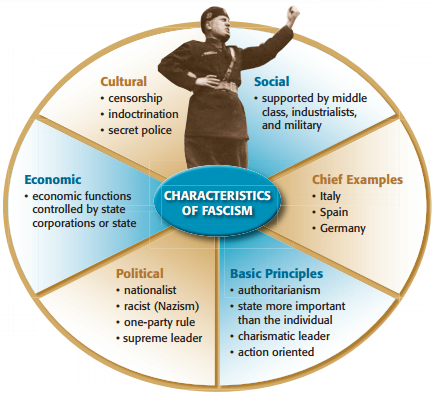 Cultural
• censorship
• indoctrination
• secret police
Social
• supported by middle
class, industrialists,
and military
Economic
• economic functions
controlled by state
corporations or state
CHARACTERISTICS
OF FASCISM
Chief Examples
• Italy
• Spain
• Germany
Political
• nationalist
• racist (Nazism)
• one-party rule
• supreme leader
Basic Principles
• authoritarianism
• state more important
than the individual
• charismatic leader
• action oriented